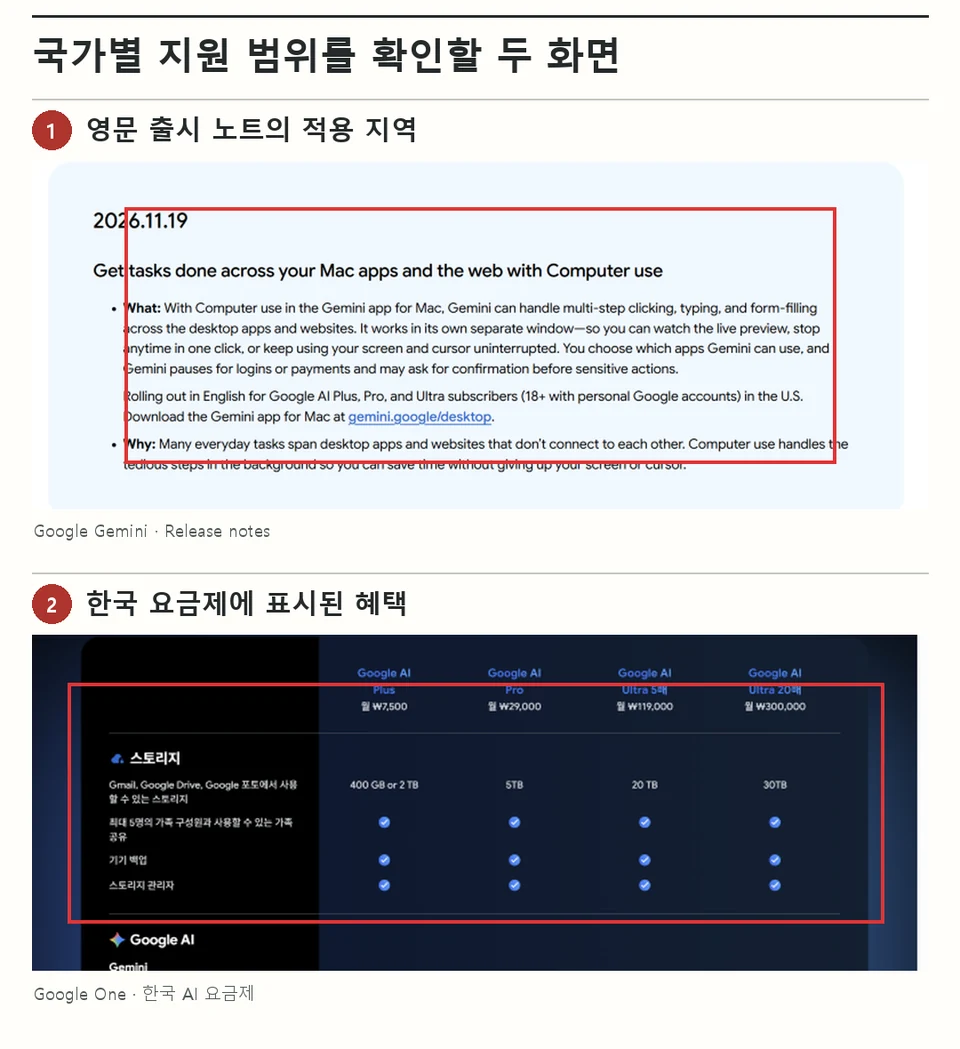 국가별 지원 범위를 확인할 두 화면
1 영문 출시 노트의 적용 지역
2026.11.19
Get tasks done across your Mac apps and the web with Computer use
• What: With Computer use in the Gemini app for Mac, Gemini can handle multi-step clicking, typing, and form-filling
across the desktop apps and websites. It works in its own separate window—so you can watch the live preview, stop
anytime in one click, or keep using your screen and cursor uninterrupted. You choose which apps Gemini can use, and
Gemini pauses for logins or payments and may ask for confirmation before sensitive actions.
Rolling out in English for Google AI Plus, Pro, and Ultra subscribers (18+ with personal Google accounts) in the U.S.
Download the Gemini app for Mac at gemini.google/desktop.
• Why: Many everyday tasks span desktop apps and websites that don't connect to each other. Computer use handles the
tedious steps in the background so you can save time without giving up your screen or cursor.
Google Gemini · Release notes
2 한국 요금제에 표시된 혜택
Google AI Google AI Google AI Google AI
Plus Pro Ultra 5배 Ultra 20배
월 ₩7,500 월 ₩29,000 월 ₩119,000 월 ₩300,000
스토리지
Gmail, Google Drive, Google 포토에서 사용 400 GB or 2 TB 5TB 20 TB 30TB
할 수 있는 스토리지
최대 5명의 가족 구성원과 사용할 수 있는 가족
공유
기기 백업
스토리지 관리자
Google AI
Gemini
Google One · 한국 AI 요금제